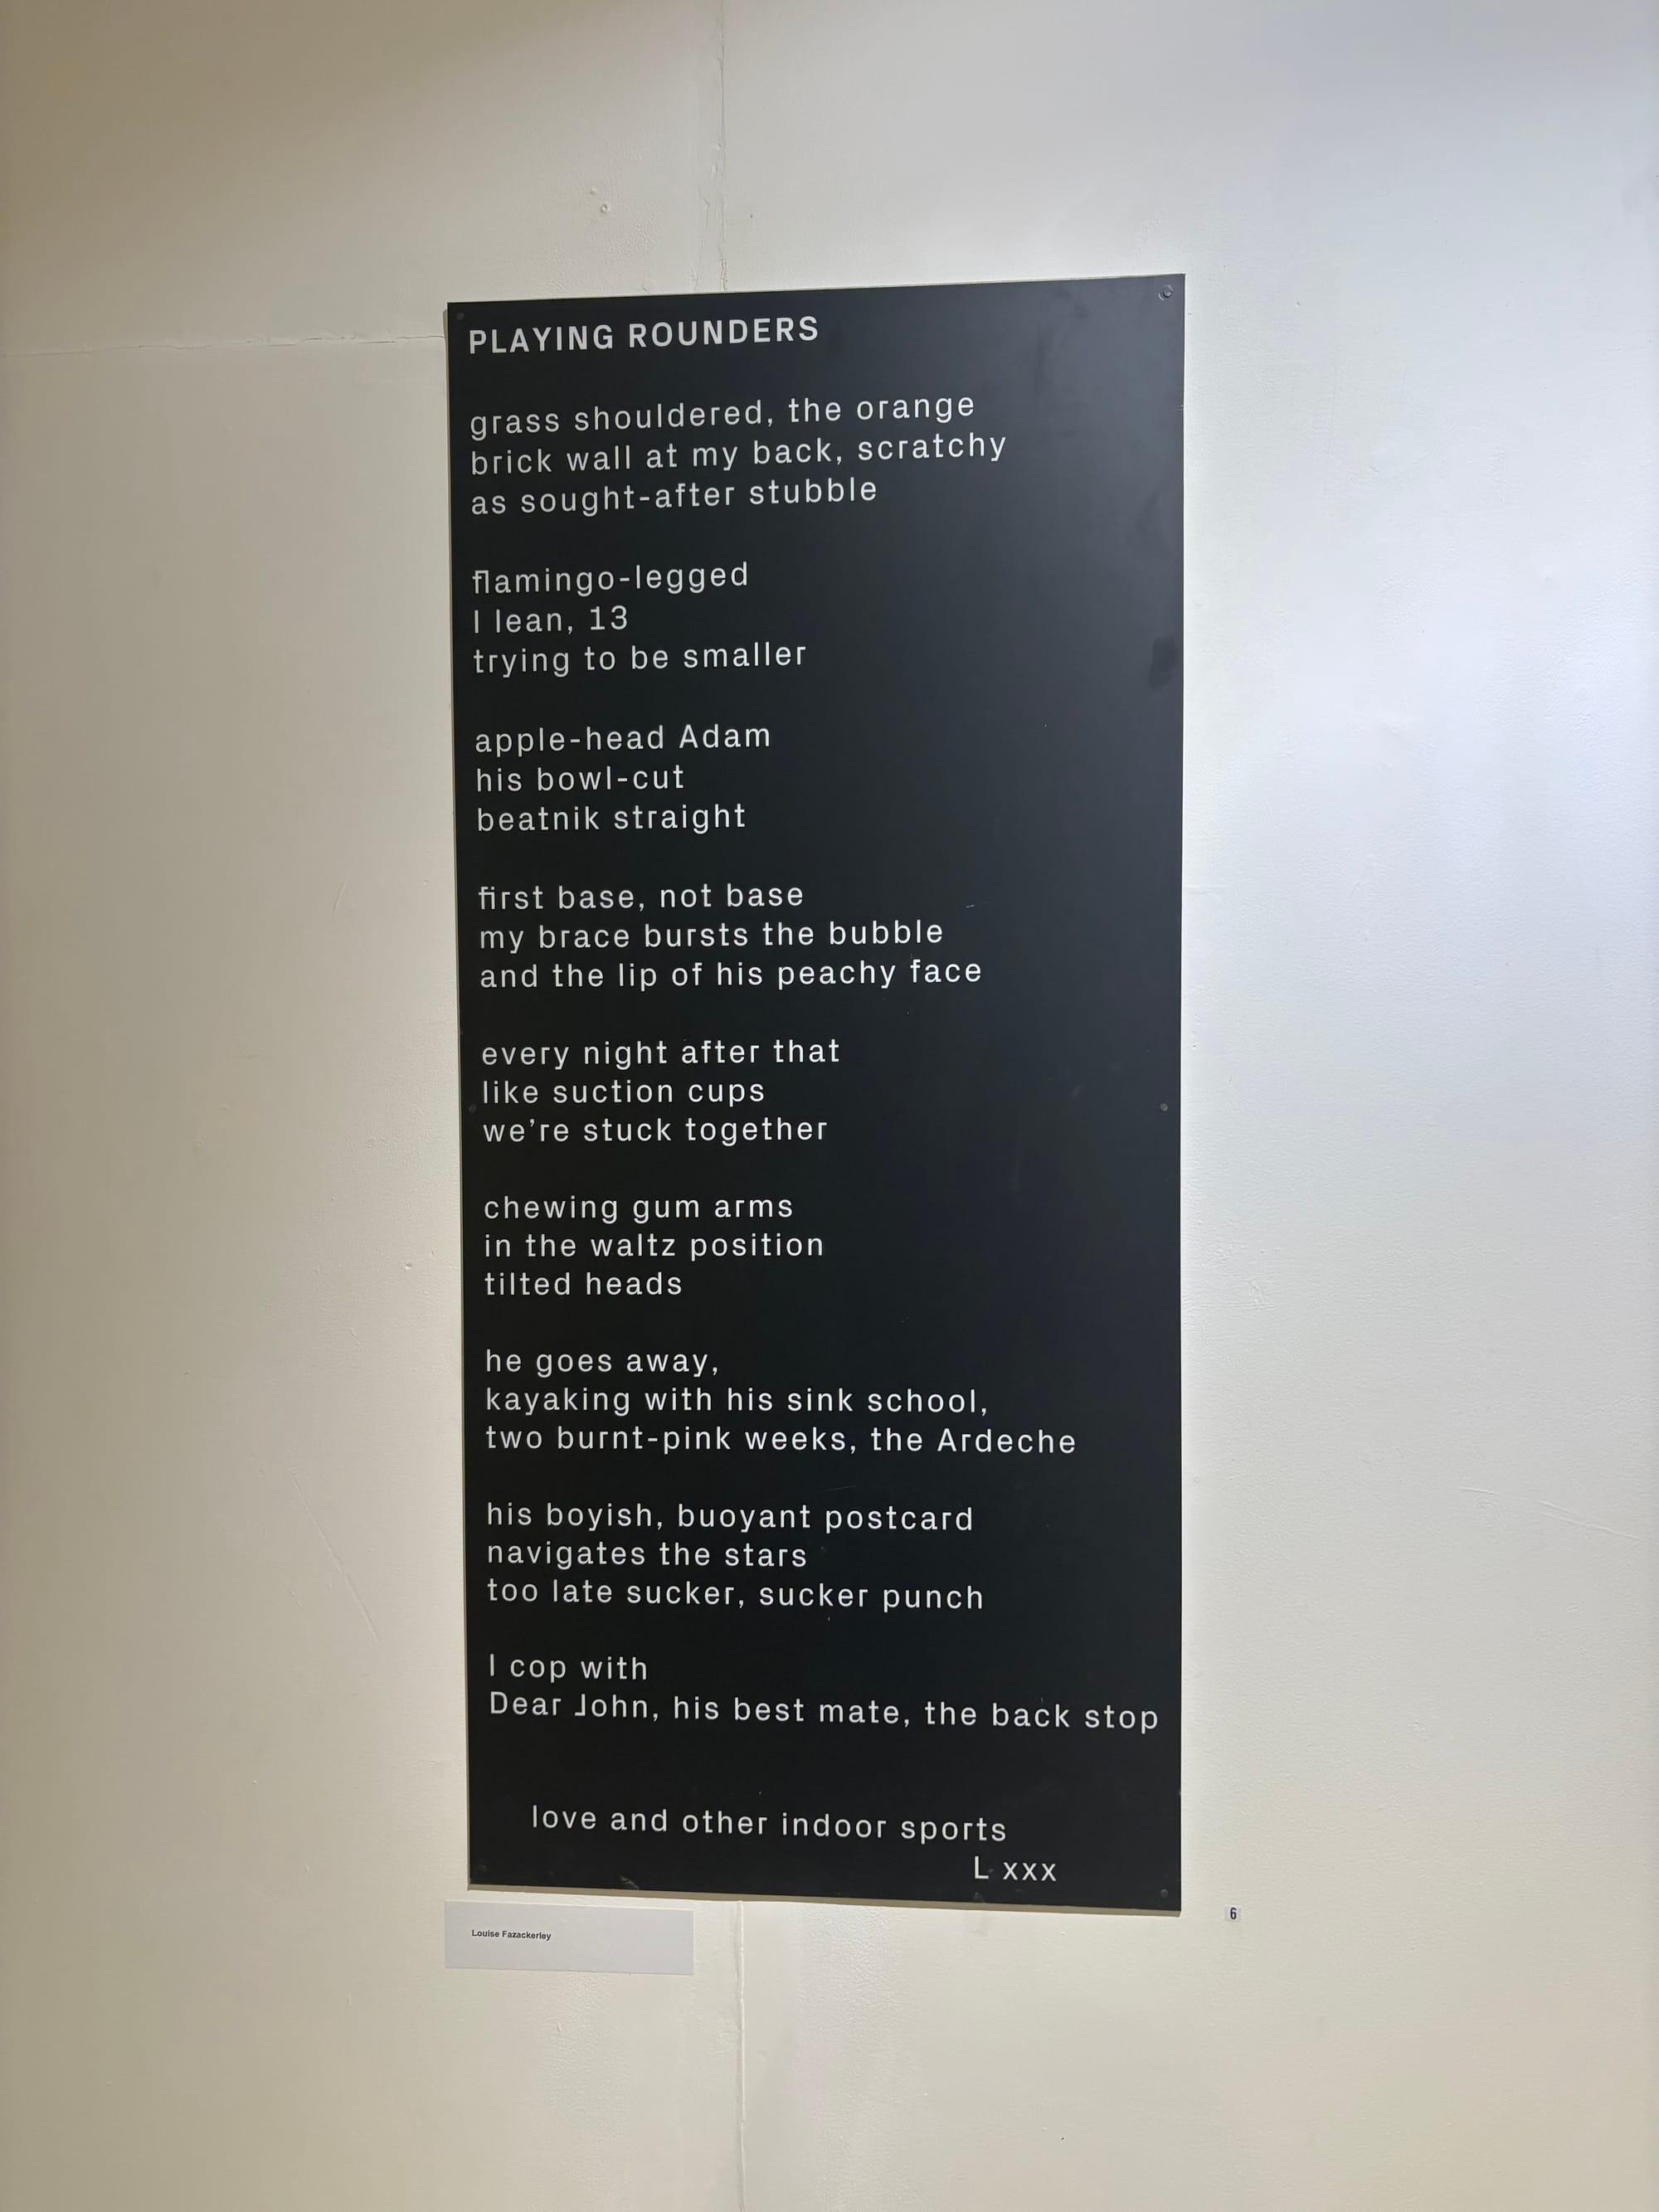 PLAYING ROUNDERS
grass shouldered, the orange
brick wall at my back, scratchy
as sought-after stubble
flamingo-legged
I lean, 13
trying to be smaller
apple-head Adam
his bowl-cut
beatnik straight
first base, not base
my brace bursts the bubble
and the lip of his peachy face
every night after that
like suction cups
we’re stuck together
chewing gum arms
in the waltz position
tilted heads
he goes away,
kayaking with his sink school,
two burnt-pink weeks, the Ardeche
his boyish, buoyant postcard
navigates the stars
too late sucker, sucker punch
I cop with
Dear John, his best mate, the back stop
love and other indoor sports
L xxx
Louise Fazackerley
6